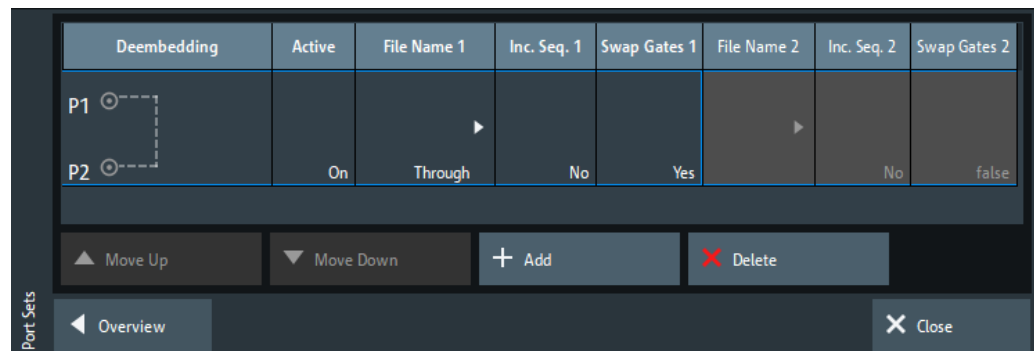 Deembedding Active File Name 1 Inc. Seq. 1 Swap Gates 1 File Name 2 Inc. Seq. 2 Swap Gates 2
P1
P2 On Through No Yes No false
Move Up Move Down Add Delete
Port Sets
Overview Close